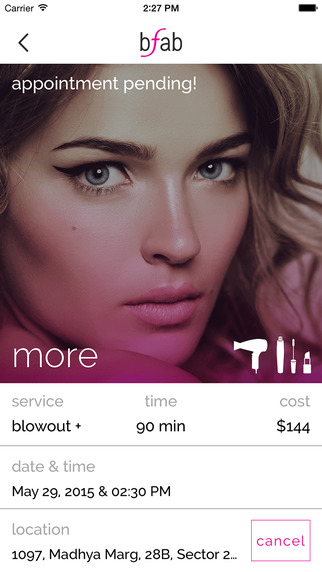 Carrier 2:27 PM
bfab
appointment pending!
more
service time cost
blowout + 90 min $144
date & time
May 29, 2015 & 02:30 PM
location
1097, Madhya Marg, 28B, Sector 2...
cancel